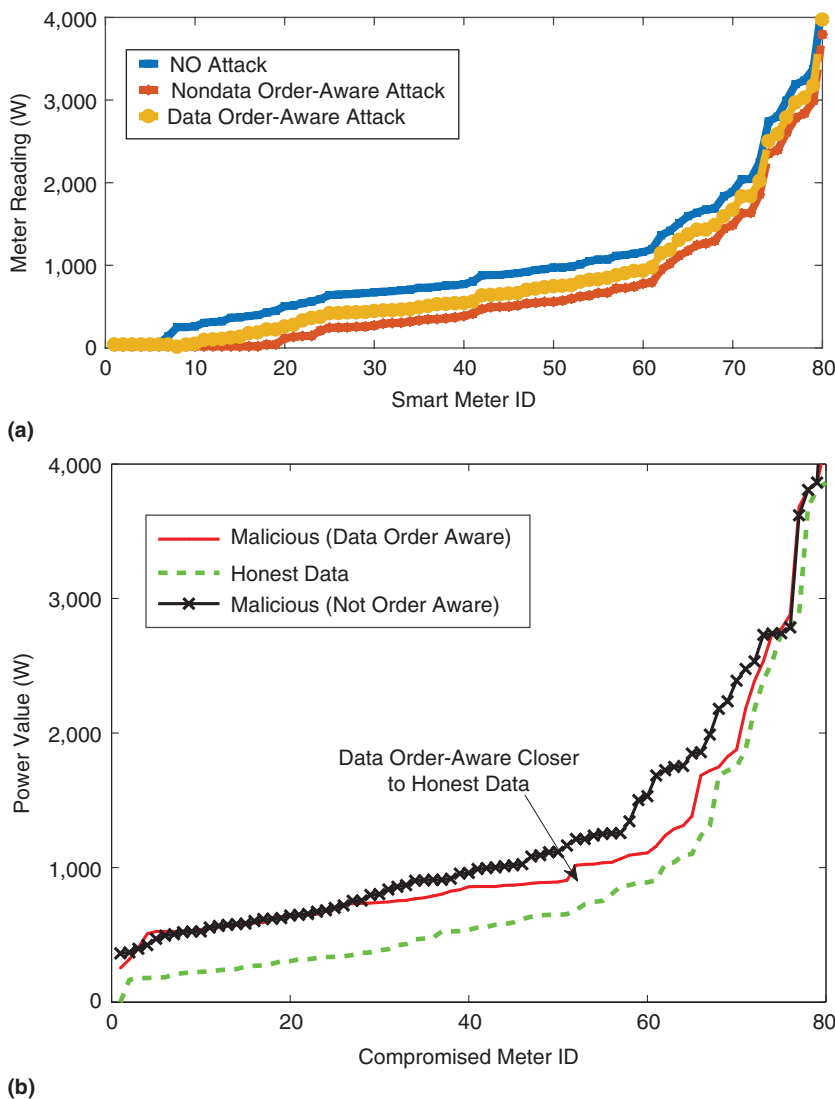 4,000
3,000
2,000
1,000
0
Meter Reading (W)
NO Attack
Nondata Order-Aware Attack
Data Order-Aware Attack
0 10 20 30 40 50 60 70 80
Smart Meter ID
(a)
4,000
3,000
2,000
1,000
0
Power Value (W)
Malicious (Data Order Aware)
Honest Data
Malicious (Not Order Aware)
Data Order-Aware Closer
to Honest Data
0 20 40 60 80
Compromised Meter ID
(b)